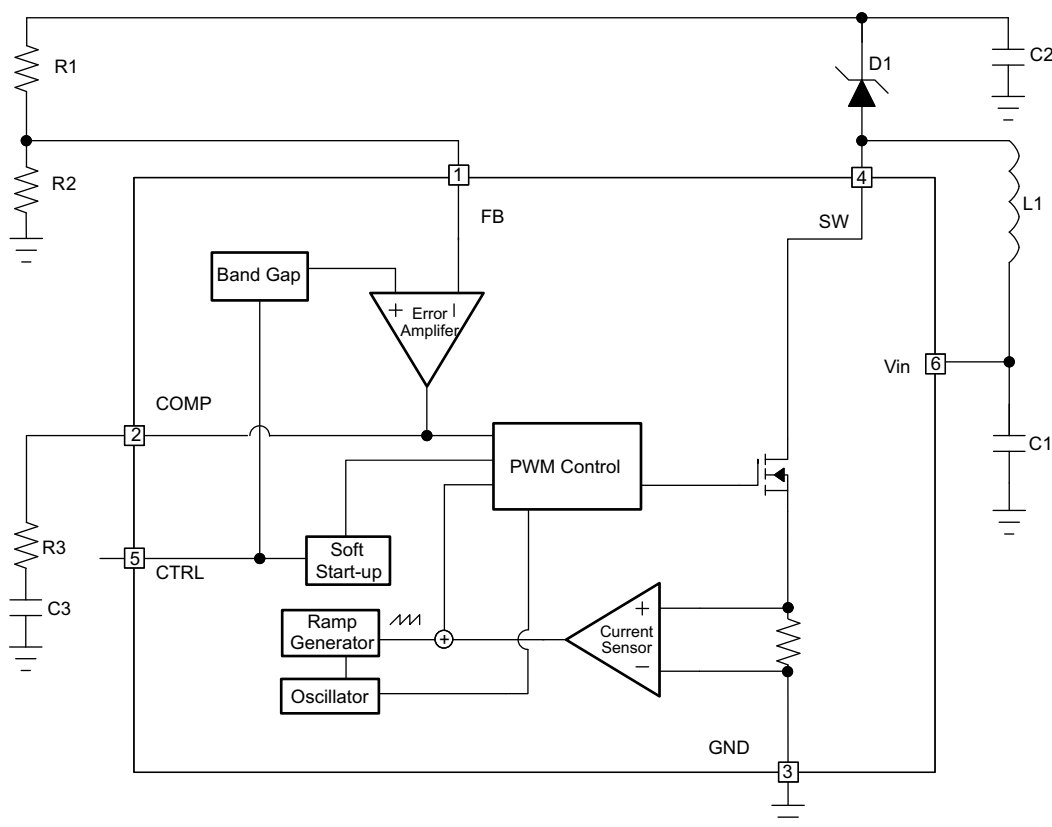 C2
D1
R1
R2
1
4
FB
SW
L1
Band Gap
+
Error
Amplifer
Vin
6
COMP
2
C1
PWM Control
R3
5
CTRL
Soft
Start-up
C3
Ramp
Generator
+
+
Current
Sensor
−
Oscillator
GND
3